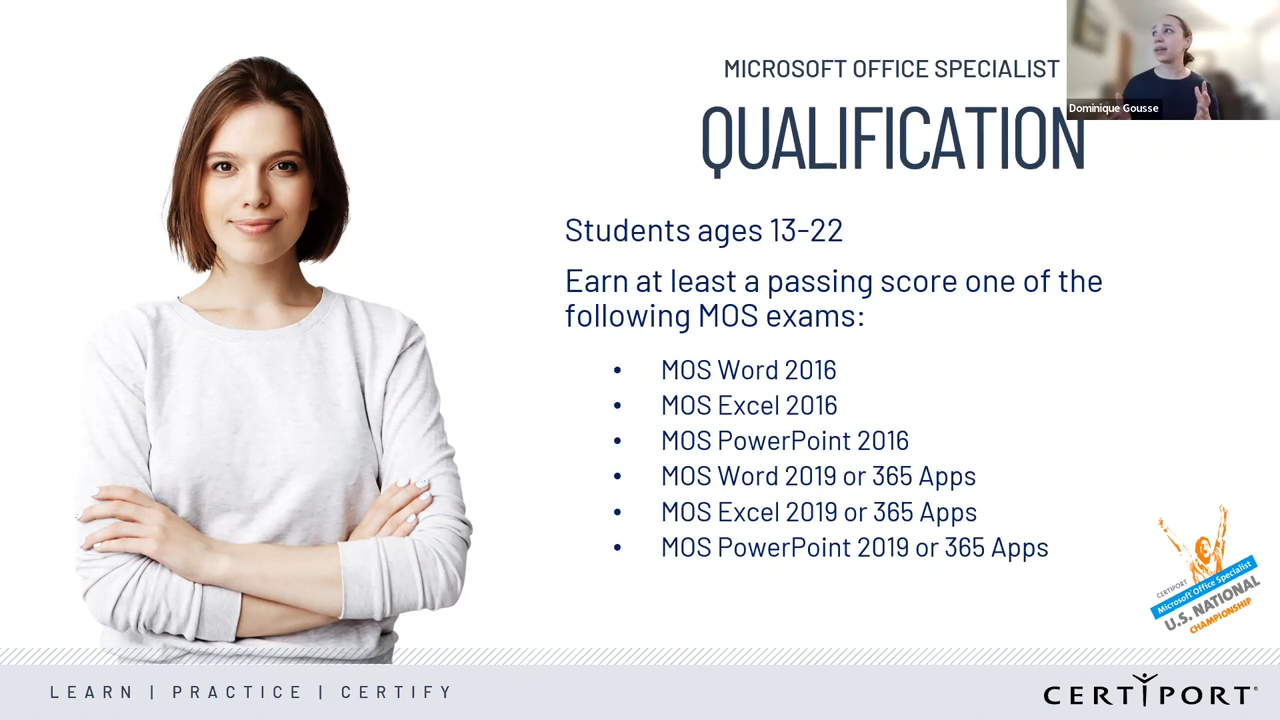 MICROSOFT OFFICE SPECIALIST
Dominique Gousse
QUALIFICATION
Students ages 13-22
Earn at least a passing score one of the
following MOS exams:
• MOS Word 2016
• MOS Excel 2016
• MOS PowerPoint 2016
• MOS Word 2019 or 365 Apps
• MOS Excel 2019 or 365 Apps
• MOS PowerPoint 2019 or 365 Apps
CERTIPORT
Microsoft Office Specialist
U.S. NATIONAL
CHAMPIONSHIP
LEARN | PRACTICE | CERTIFY
CERTIPORT®